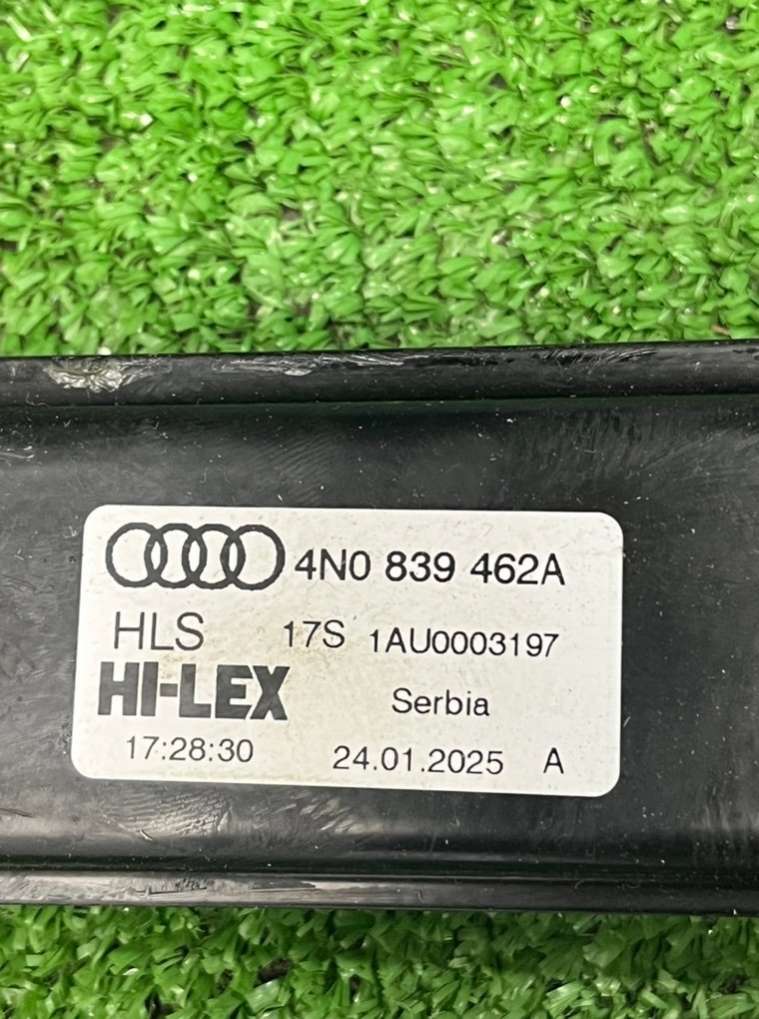 4N0 839 462A
HLS 17S 1AU0003197
HI-LEX Serbia
17:28:30 24.01.2025 A